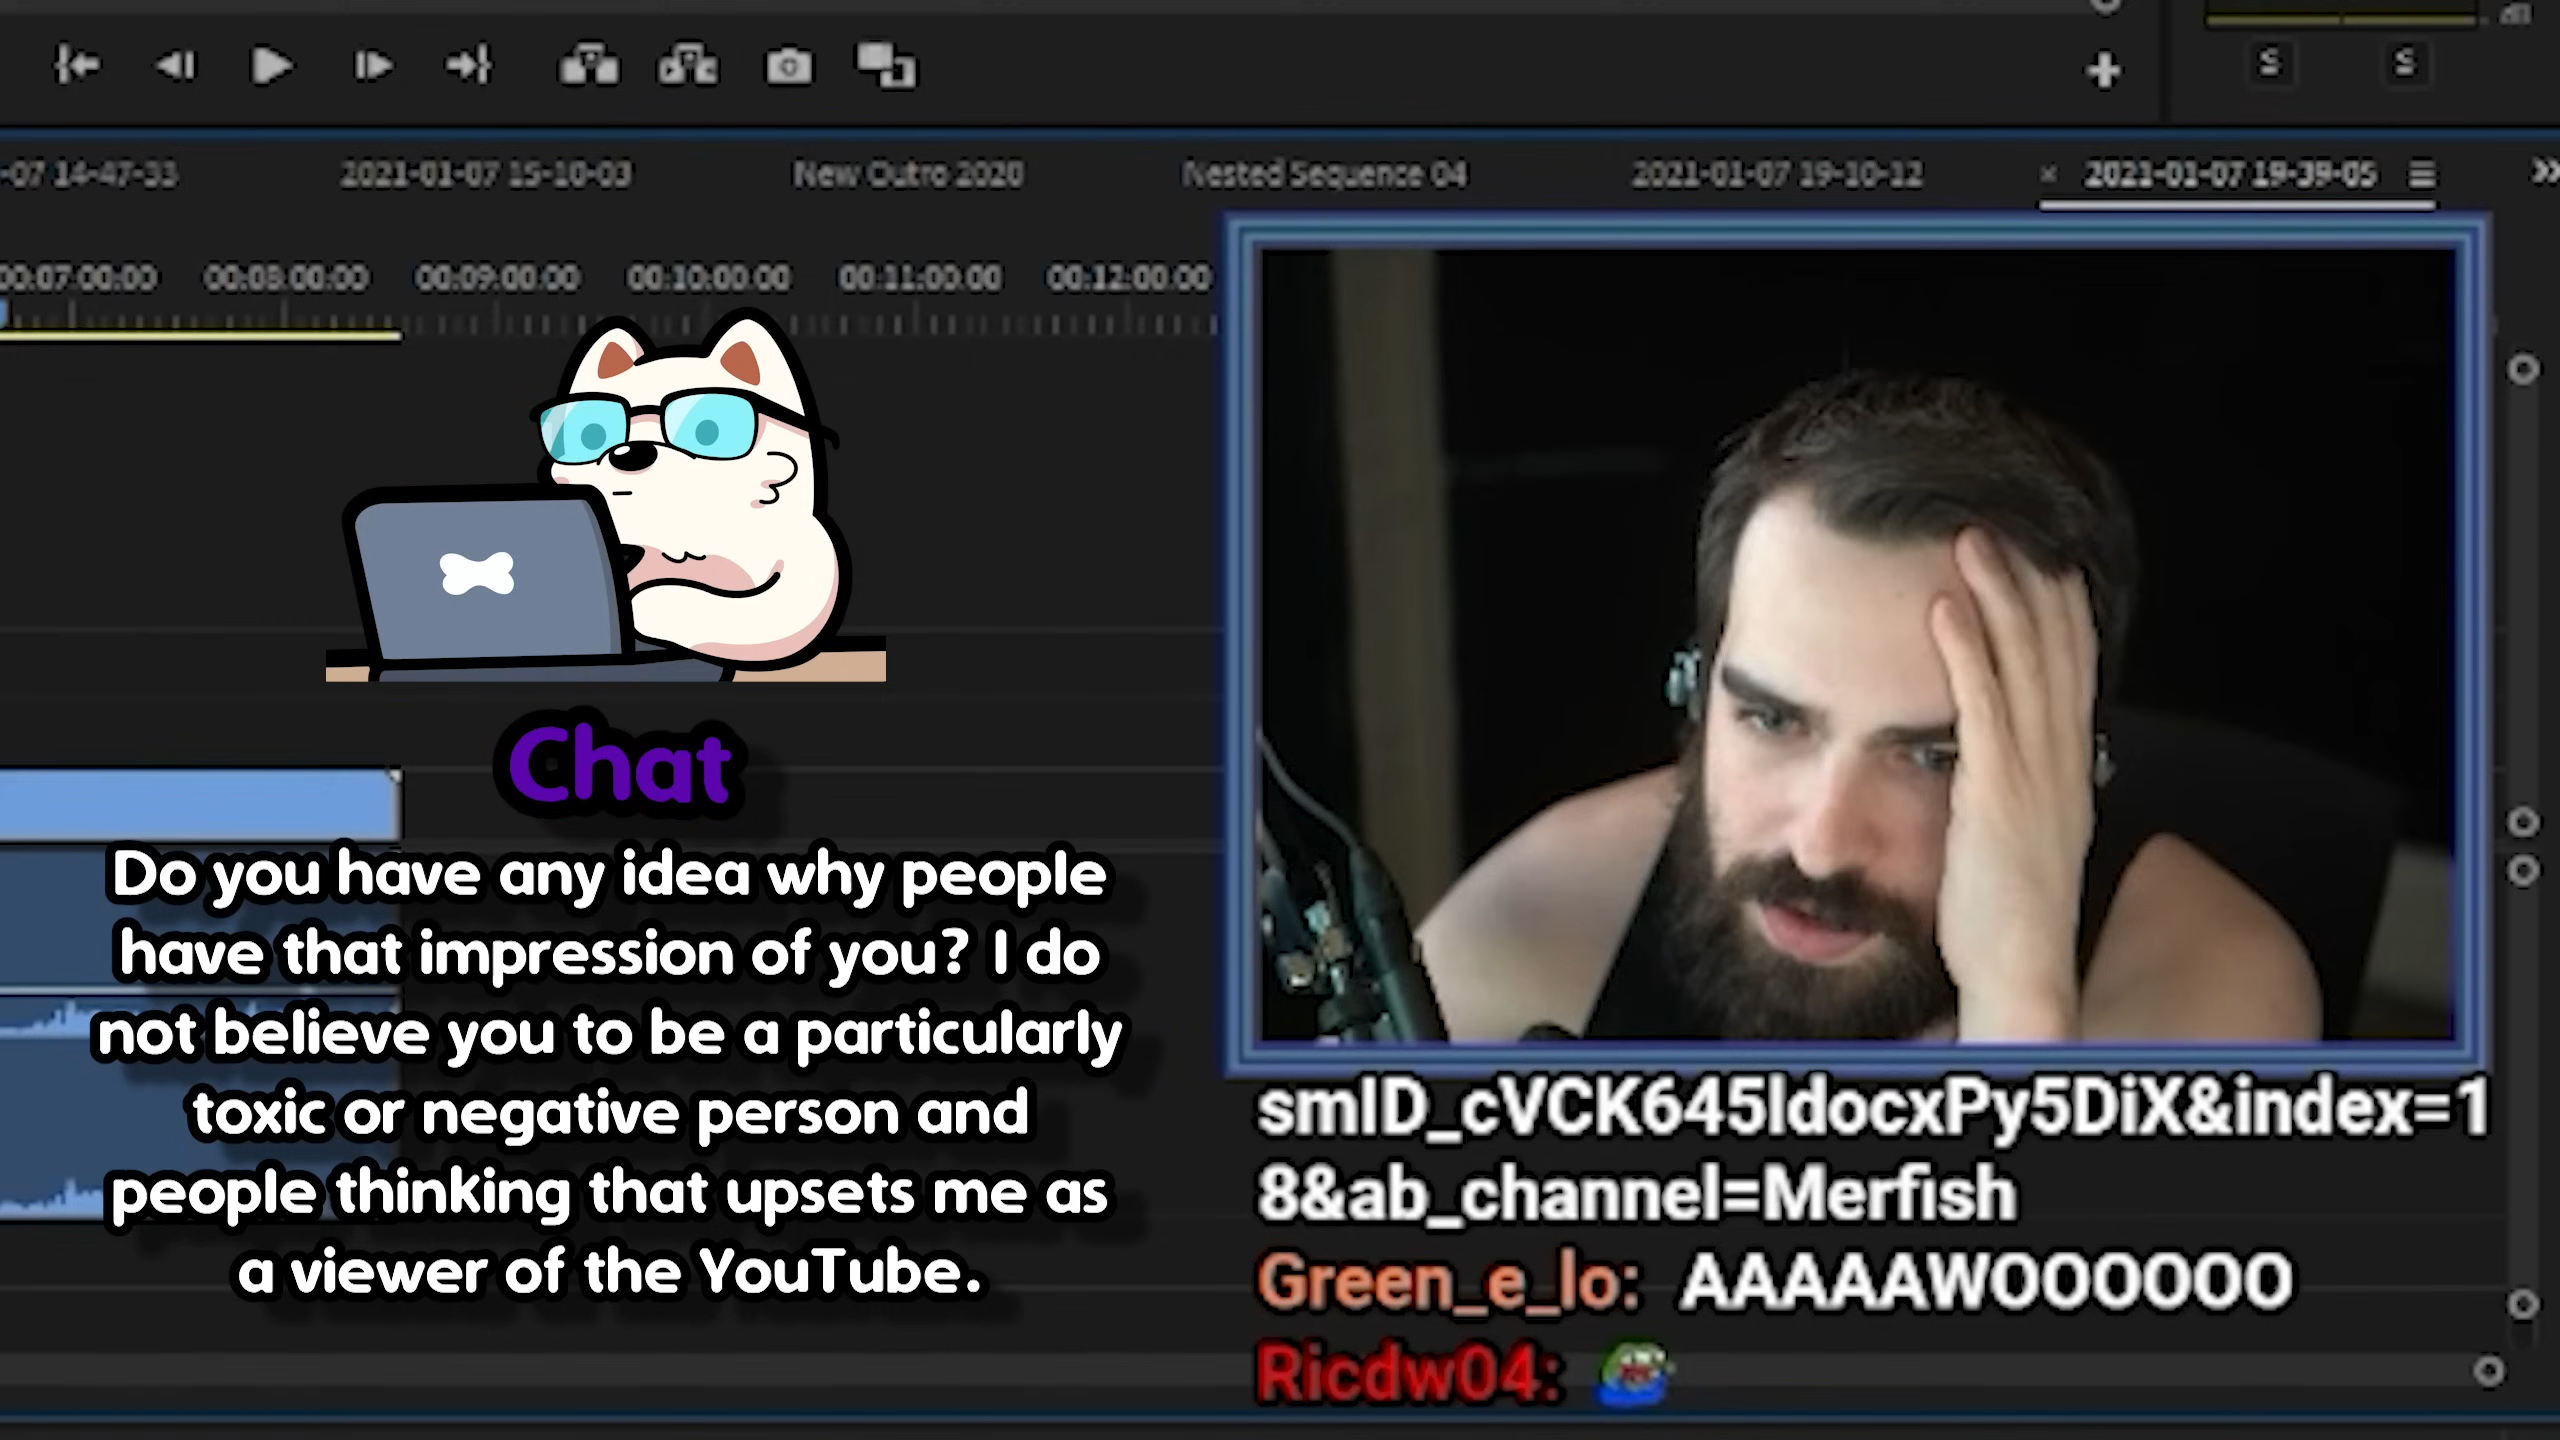 S S
-07 14-47-33 2021-01-07 15-10-03 New Outro 2020 Nested Sequence 04 2021-01-07 19-10-12 × 2021-01-07 19-39-05
00:07:00:00 00:08:00:00 00:09:00:00 00:10:00:00 00:11:00:00 00:12:00:00
Chat
Do you have any idea why people
have that impression of you? I do
not believe you to be a particularly
toxic or negative person and
people thinking that upsets me as
a viewer of the YouTube.
smID_cVCK645ldocxPy5DiX&index=1
8&ab_channel=Merfish
Green_e_lo: AAAAAWOOOOOO
Ricdw04: